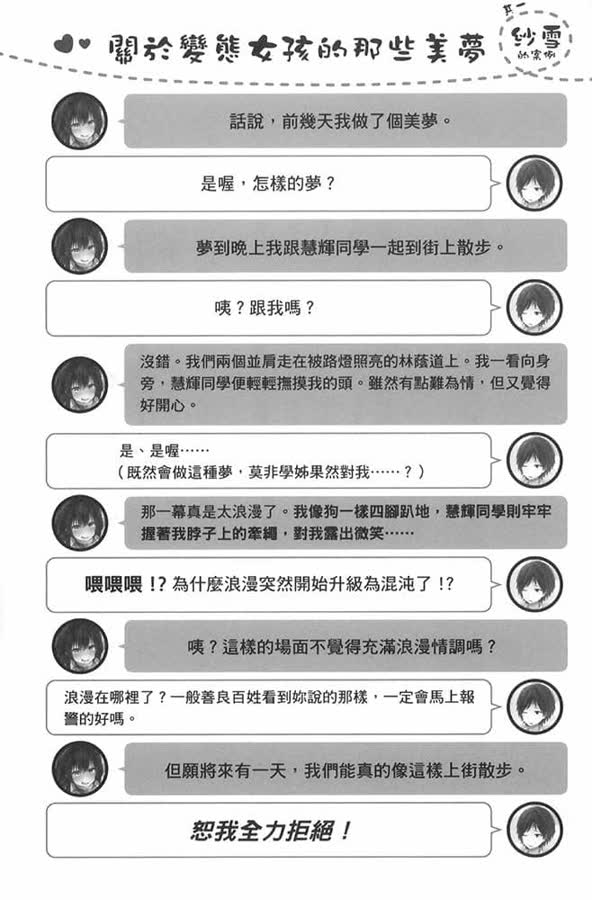 關於變態女孩的那些美夢
其一
紗雪
的案例
話說，前幾天我做了個美夢。
是喔，怎樣的夢？
夢到晚上我跟慧輝同學一起到街上散步。
咦？跟我嗎？
沒錯。我們兩個並肩走在被路燈照亮的林蔭道上。我一看向身
旁，慧輝同學便輕輕撫摸我的頭。雖然有點難為情，但又覺得
好開心。
是、是喔……
（既然會做這種夢，莫非學姊果然對我……？）
那一幕真是太浪漫了。我像狗一樣四腳趴地，慧輝同學則牢牢
握著我脖子上的牽繩，對我露出微笑……
喂喂喂！？為什麼浪漫突然開始升級為混沌了！？
咦？這樣的場面不覺得充滿浪漫情調嗎？
浪漫在哪裡了？一般善良百姓看到妳說的那樣，一定會馬上報
警的好嗎。
但願將來有一天，我們能真的像這樣上街散步。
恕我全力拒絕！